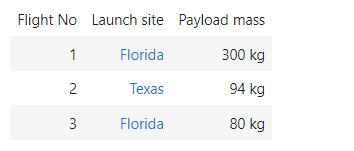 Flight No Launch site Payload mass
1 Florida 300 kg
2 Texas 94 kg
3 Florida 80 kg